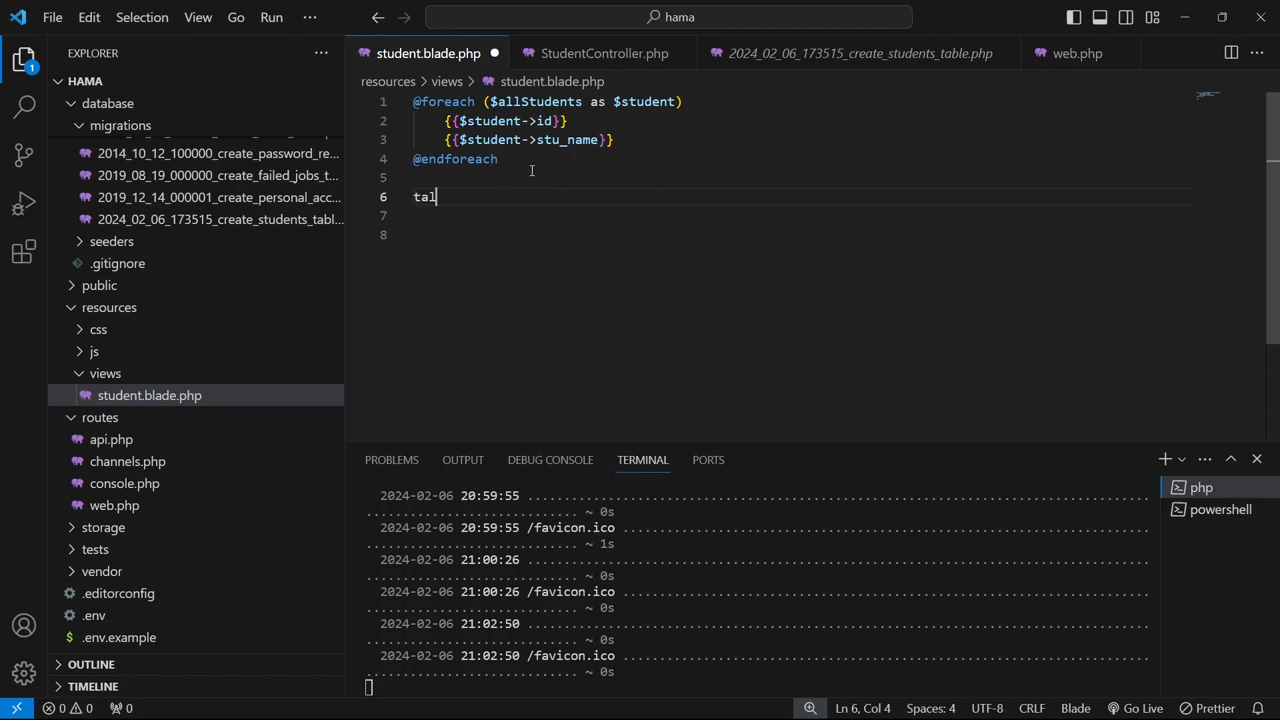 File Edit Selection View Go Run ··· hama
EXPLORER ···
1
HAMA
database
migrations
2014_10_12_100000_create_password_re...
2019_08_19_000000_create_failed_jobs_t...
2019_12_14_000001_create_personal_acc...
2024_02_06_173515_create_students_tabl...
seeders
.gitignore
public
resources
css
js
views
student.blade.php
routes
api.php
channels.php
console.php
web.php
storage
tests
vendor
.editorconfig
.env
.env.example
OUTLINE
TIMELINE
student.blade.php StudentController.php 2024_02_06_173515_create_students_table.php web.php
resources > views > student.blade.php
1 @foreach ($allStudents as $student)
2 {{$student->id}}
3 {{$student->stu_name}}
4 @endforeach
5
6 tal
7
8
PROBLEMS OUTPUT DEBUG CONSOLE TERMINAL PORTS
php
powershell
2024-02-06 20:59:55 ................................................................................
.......................... ~ 0s
2024-02-06 20:59:55 /favicon.ico ..................................................................
.......................... ~ 1s
2024-02-06 21:00:26 ................................................................................
.......................... ~ 0s
2024-02-06 21:00:26 /favicon.ico ..................................................................
.......................... ~ 0s
2024-02-06 21:02:50 ................................................................................
.......................... ~ 0s
2024-02-06 21:02:50 /favicon.ico ..................................................................
.......................... ~ 0s
0 0 0 Ln 6, Col 4 Spaces: 4 UTF-8 CRLF Blade Go Live Prettier